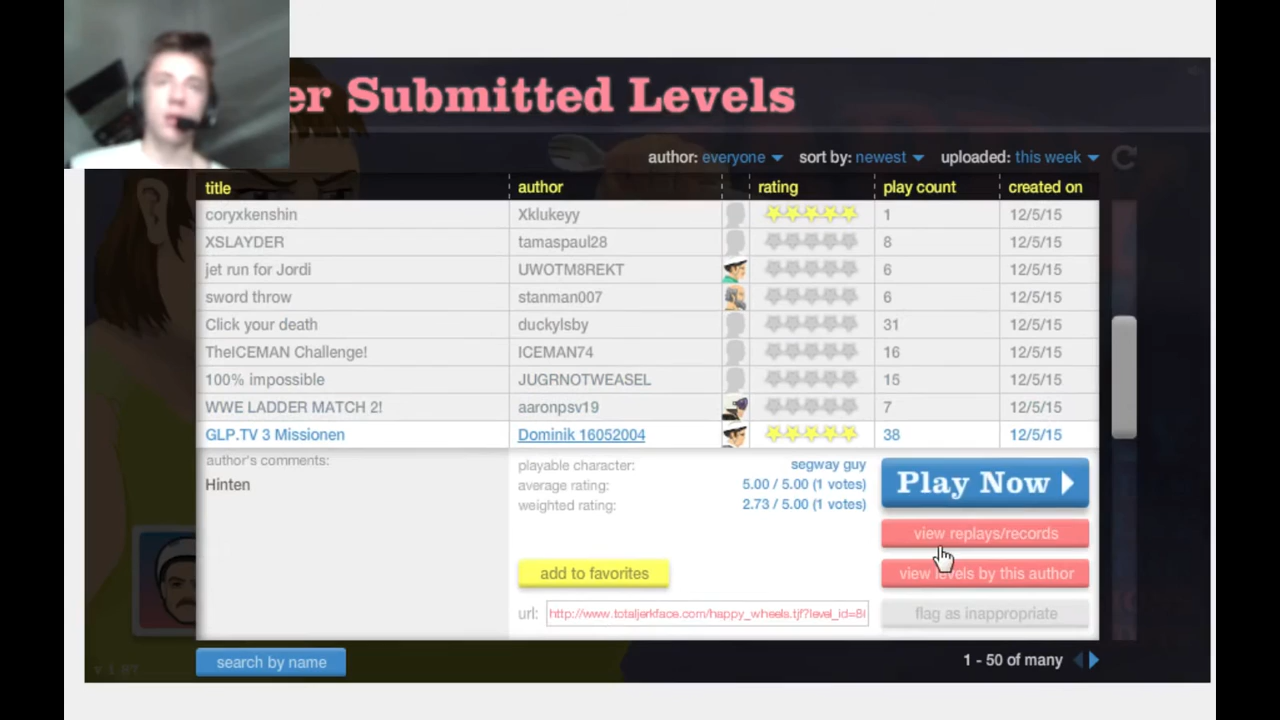 er Submitted Levels
author: everyone sort by: newest uploaded: this week
title author rating play count created on
coryxkenshin Xklukeyy 1 12/5/15
XSLAYDER tamaspaul28 8 12/5/15
jet run for Jordi UWOTM8REKT 6 12/5/15
sword throw stanman007 6 12/5/15
Click your death duckylsby 31 12/5/15
TheICEMAN Challenge! ICEMAN74 16 12/5/15
100% impossible JUGRNOTWEASEL 15 12/5/15
WWE LADDER MATCH 2! aaronpsv19 7 12/5/15
GLP.TV 3 Missionen Dominik 16052004 38 12/5/15
author's comments:
Hinten
playable character: segway guy
average rating: 5.00 / 5.00 (1 votes)
weighted rating: 2.73 / 5.00 (1 votes)
Play Now
view replays/records
add to favorites
view levels by this author
url: http://www.totaljerkface.com/happy_wheels.tjf?level_id=8
flag as inappropriate
search by name
1 - 50 of many
v 1.87